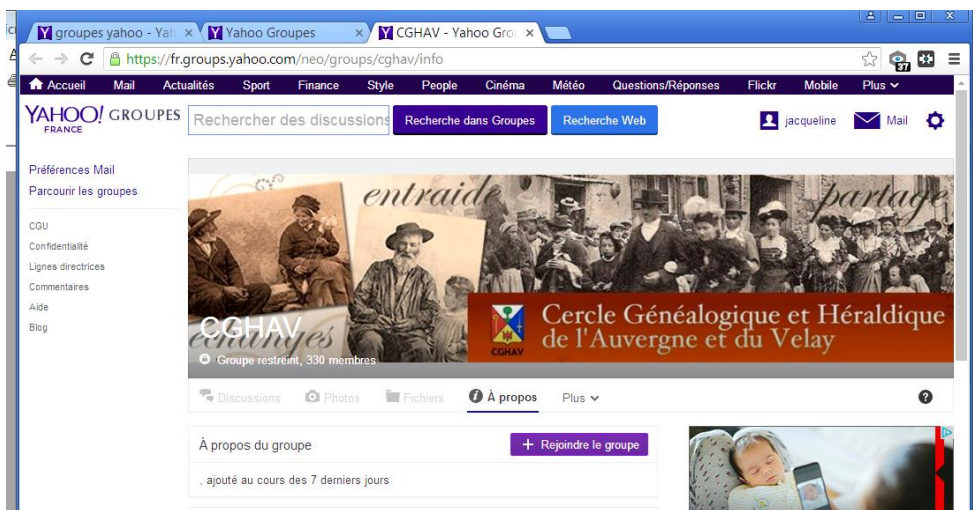 groupes yahoo - Yah
Yahoo Groupes
CGHAV - Yahoo Grou
https://fr.groups.yahoo.com/neo/groups/cghav/info
37
Accueil Mail Actualités Sport Finance Style People Cinéma Météo Questions/Réponses Flickr Mobile Plus
YAHOO! GROUPES
FRANCE
Rechercher des discussions
Recherche dans Groupes
Recherche Web
jacqueline
Mail
Préférences Mail
Parcourir les groupes
CGU
Confidentialité
Lignes directrices
Commentaires
Aide
Blog
entraide
partage
échanges
CGHAV
Groupe restreint, 330 membres
CGHAV
Cercle Généalogique et Héraldique
de l'Auvergne et du Velay
Discussions Photos Fichiers À propos Plus
À propos du groupe
+ Rejoindre le groupe
, ajouté au cours des 7 derniers jours